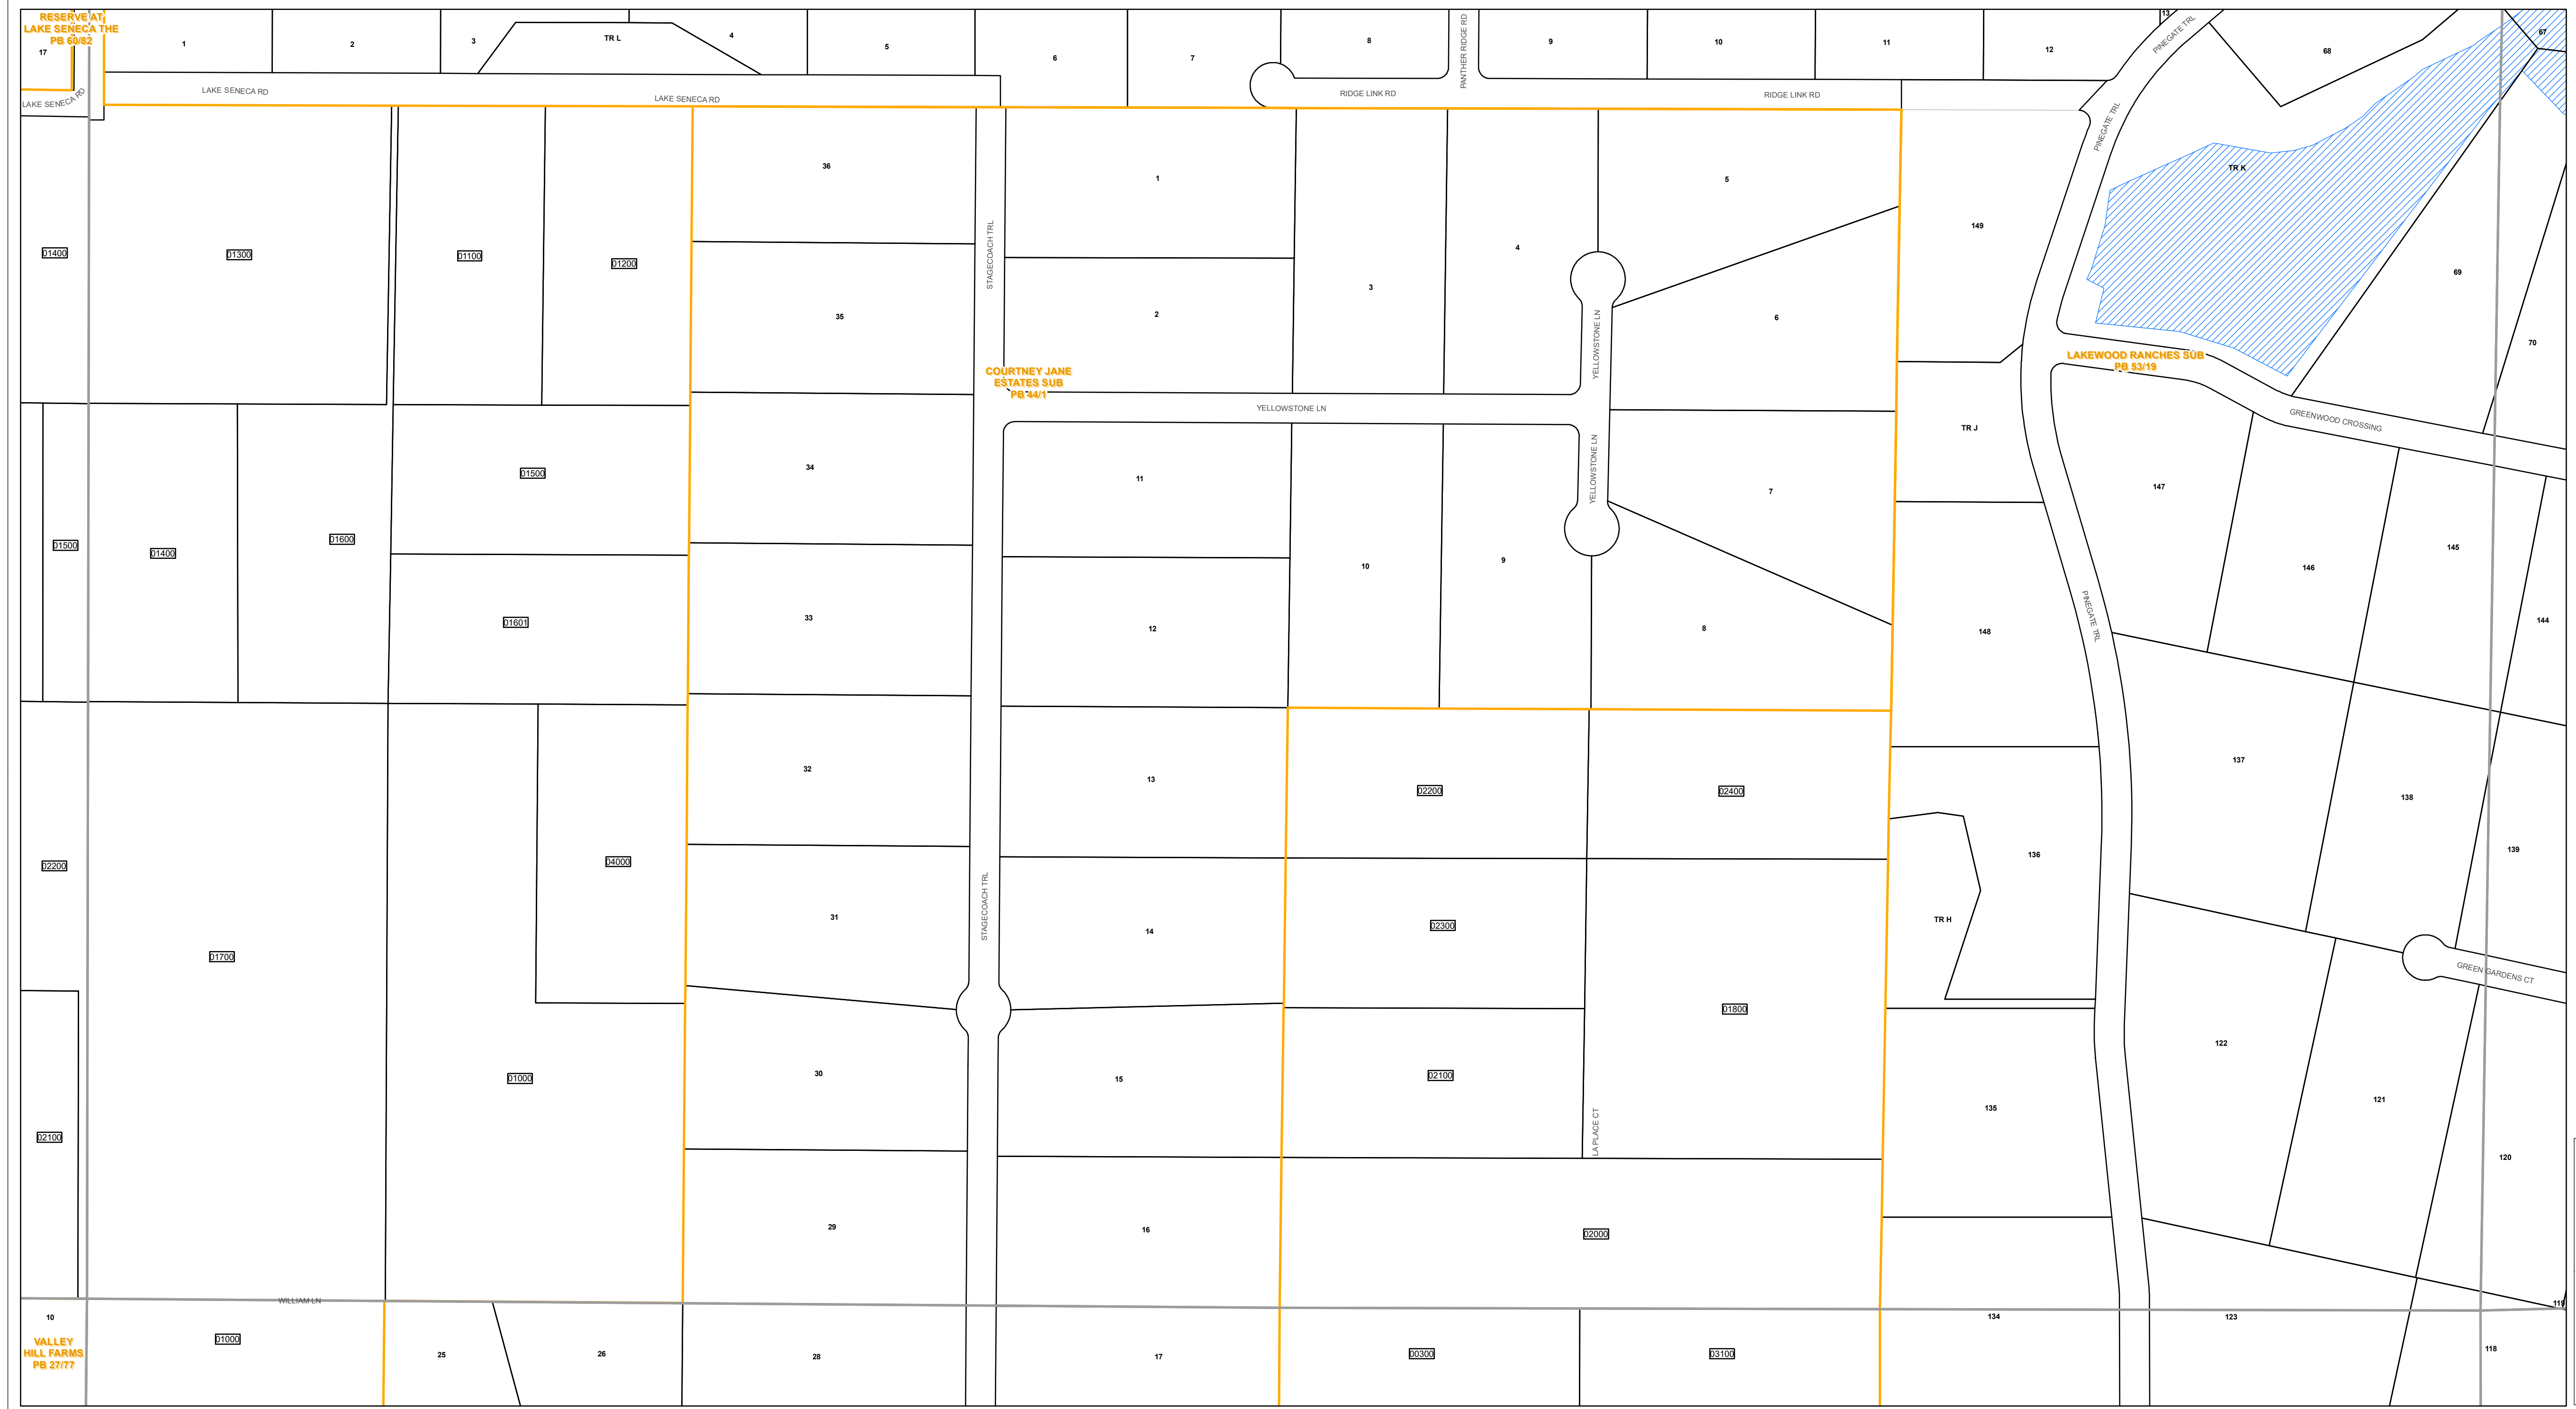 RESERVE AT
LAKE SENECA THE
PB 60/82
17
1
2
3
TR L
4
5
6
7
8
PANTHER RIDGE RD
9
10
11
12
13
PINEGATE TRL
68
67
LAKE SENECA RD
LAKE SENECA RD
LAKE SENECA RD
RIDGE LINK RD
RIDGE LINK RD
PINEGATE TRL
TR K
36
1
5
149
01400
01300
01100
01200
STAGECOACH TRL
4
69
35
2
3
6
YELLOWSTONE LN
70
COURTNEY JANE
ESTATES SUB
PB 44/1
LAKEWOOD RANCHES SUB
PB 53/19
YELLOWSTONE LN
GREENWOOD CROSSING
TR J
01500
34
11
YELLOWSTONE LN
7
147
01500
01400
01600
10
9
146
145
01601
33
12
8
148
PINEGATE TRL
144
32
13
02200
02400
137
138
02200
04000
136
139
31
STAGECOACH TRL
14
02300
TR H
01700
GREEN GARDENS CT
01800
30
15
02100
122
01000
02100
LA PLACE CT
135
121
120
29
16
02000
WILLIAM LN
119
10
VALLEY
HILL FARMS
PB 27/77
01000
25
26
28
17
00300
03100
134
123
118